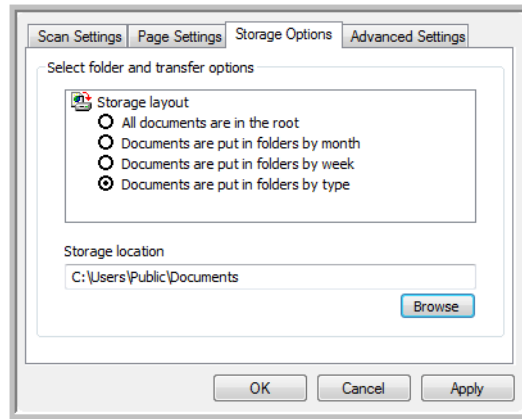 Scan Settings Page Settings Storage Options Advanced Settings
Select folder and transfer options
Storage layout
All documents are in the root
Documents are put in folders by month
Documents are put in folders by week
Documents are put in folders by type
Storage location
C:\Users\Public\Documents
Browse
OK Cancel Apply